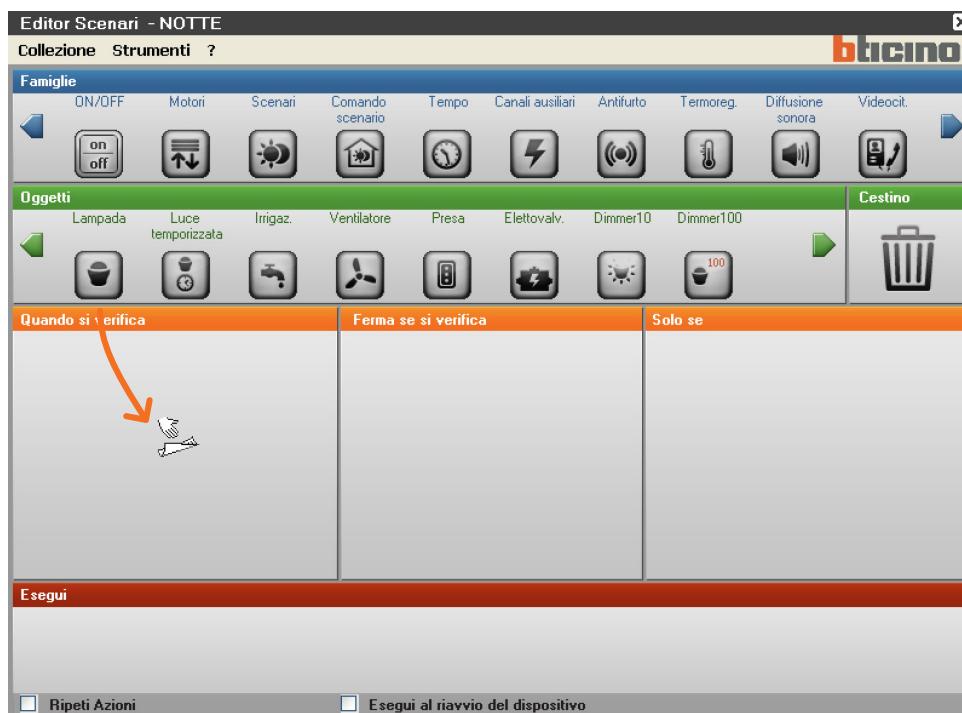 Editor Scenari - NOTTE
Collezione Strumenti ?
bticino
Famiglie
ON/OFF Motori Scenari Comando scenario Tempo Canali ausiliari Antifurto Termoreg. Diffusione sonora Videocit.
on
off
Oggetti Cestino
Lampada Luce temporizzata Irrigaz. Ventilatore Presa Elettovalv. Dimmer10 Dimmer100
100
Quando si verifica Ferma se si verifica Solo se
Esegui
Ripeti Azioni Esegui al riavvio del dispositivo